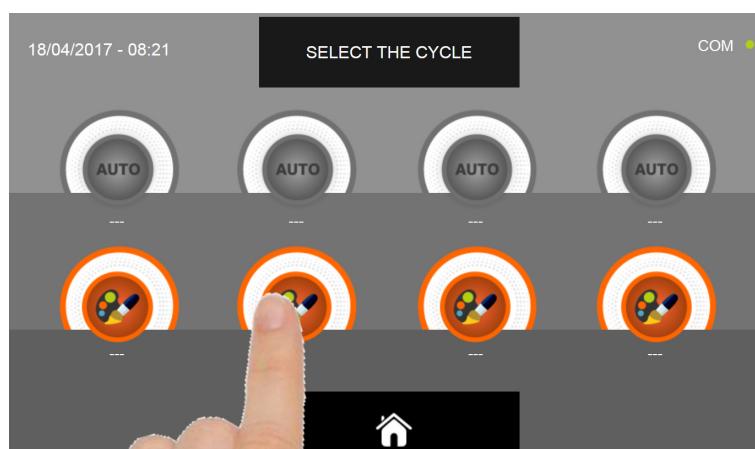 18/04/2017 - 08:21
SELECT THE CYCLE
COM
AUTO AUTO AUTO AUTO
--- --- --- ---
--- --- ---